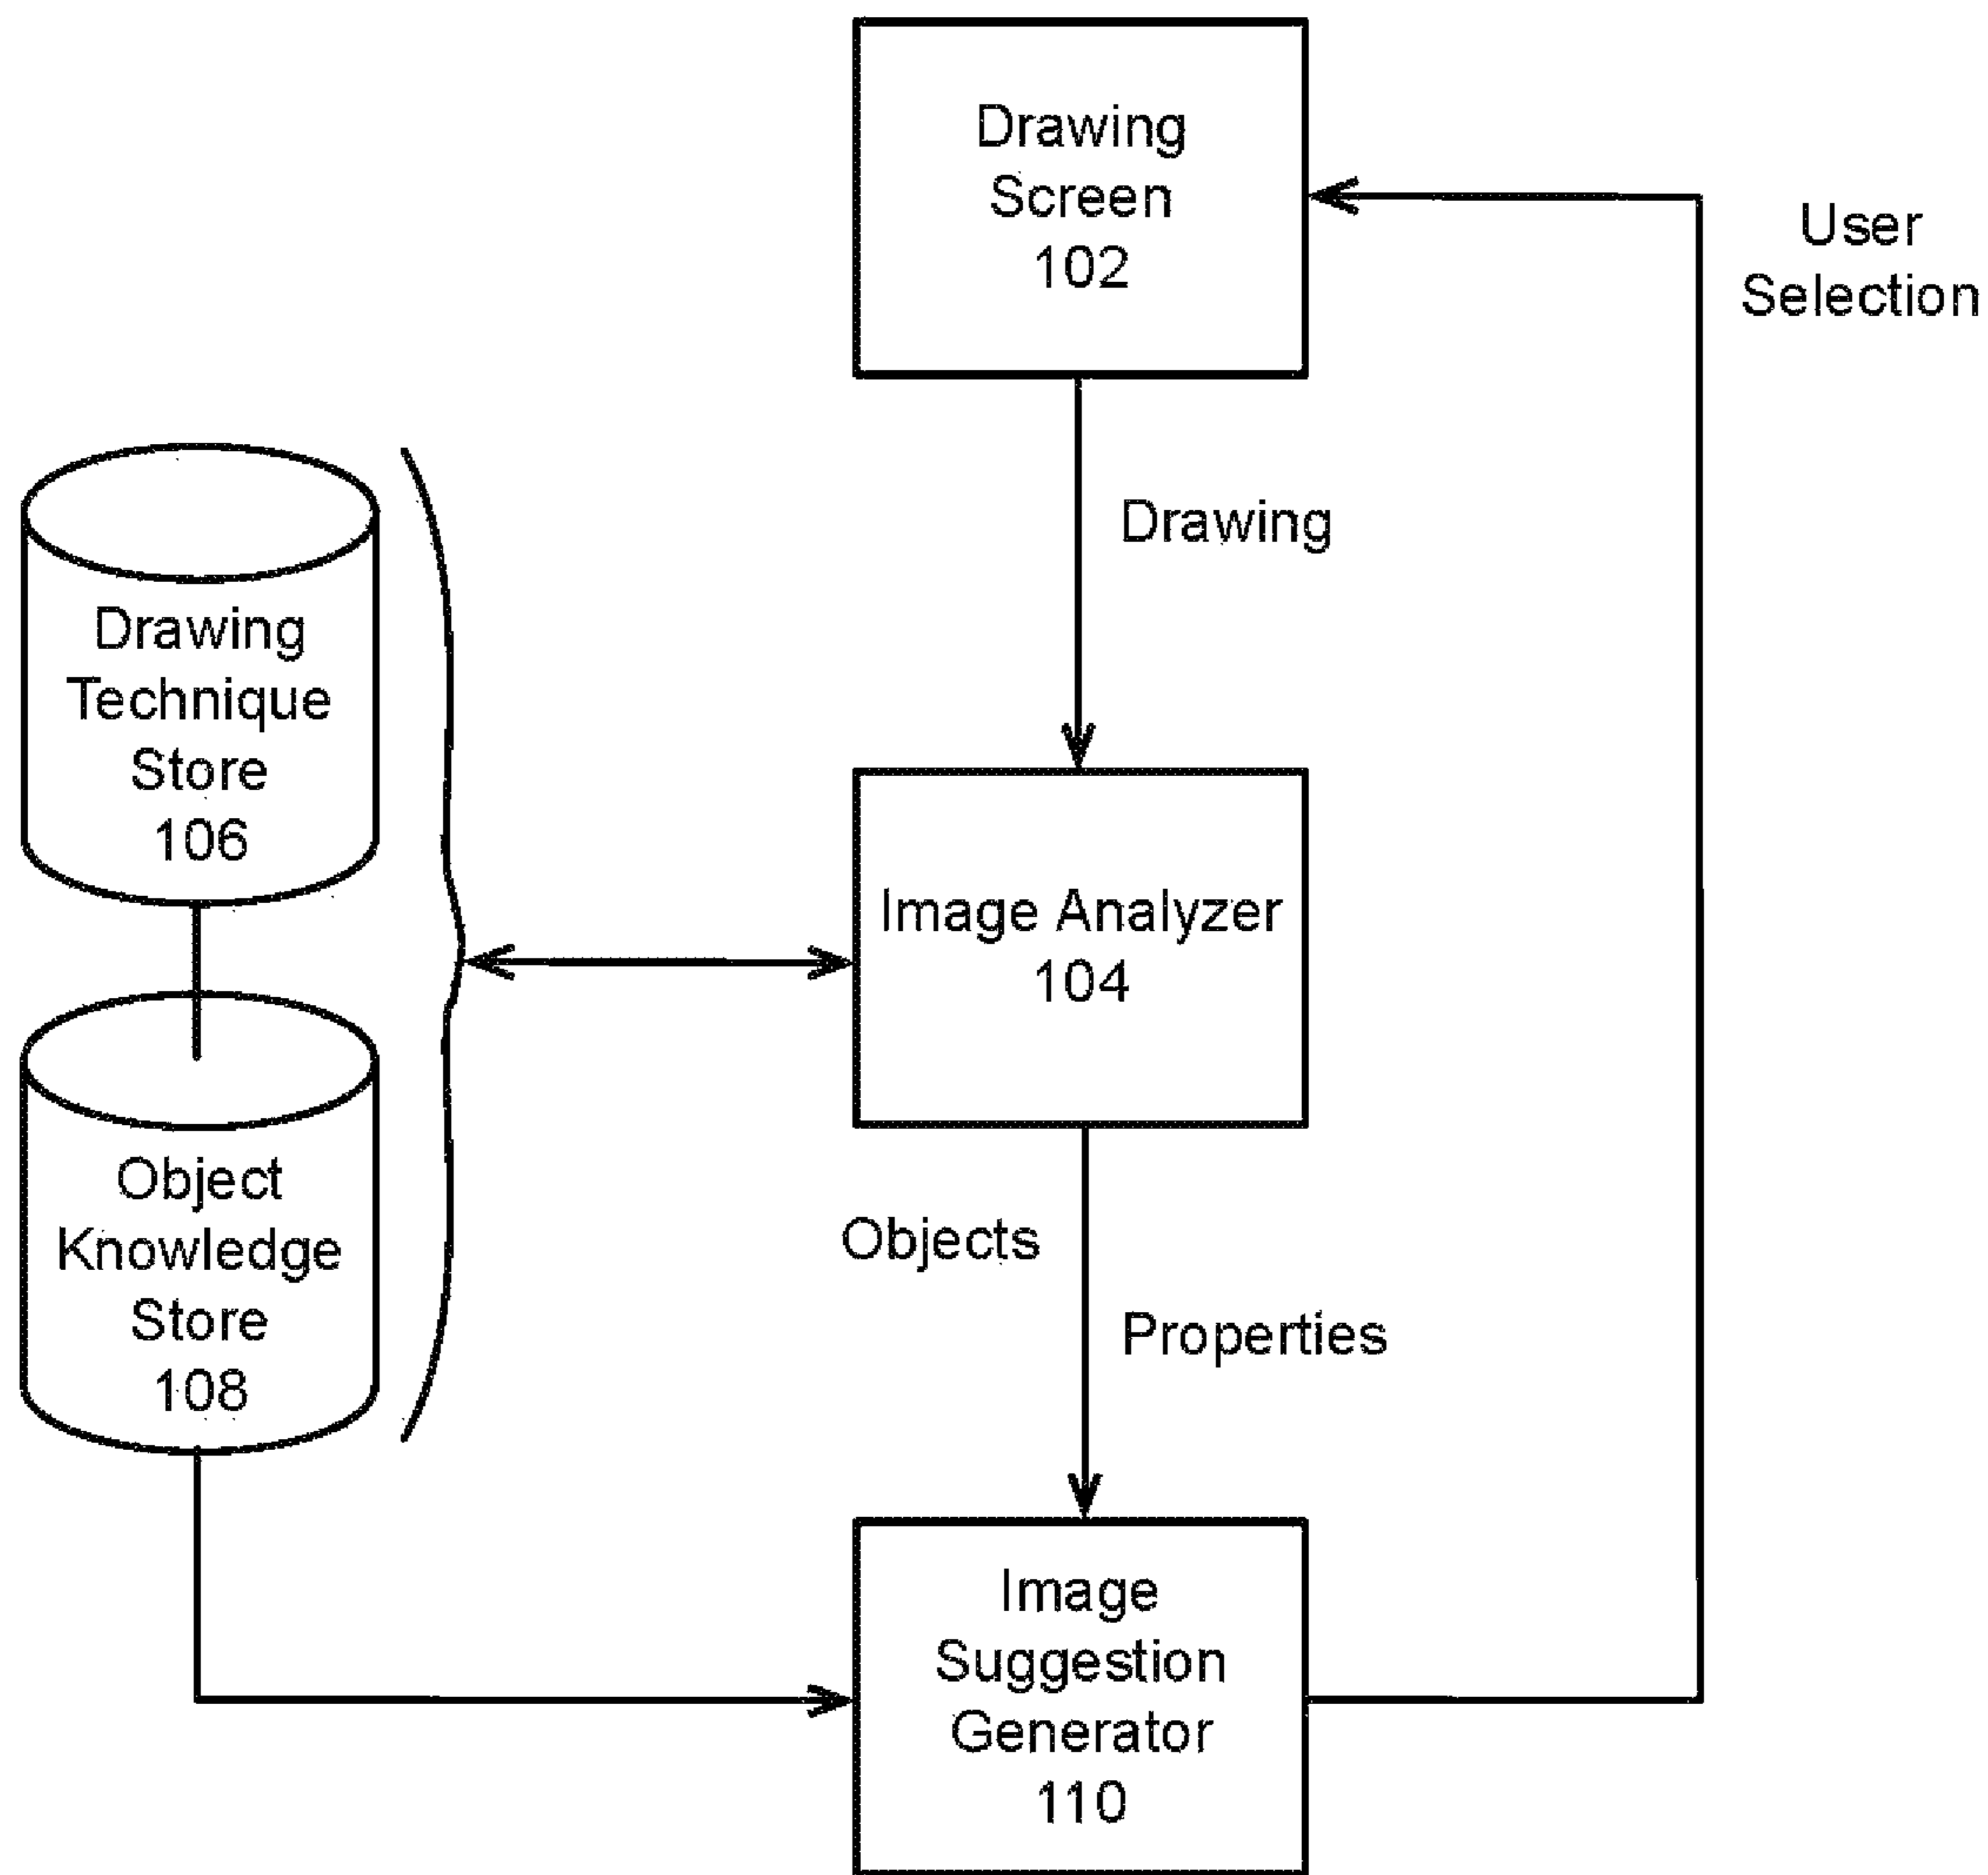 Drawing
Screen
102
User
Selection
Drawing
Drawing
Technique
Store
106
Image Analyzer
104
Object
Knowledge
Store
108
Objects
Properties
Image
Suggestion
Generator
110